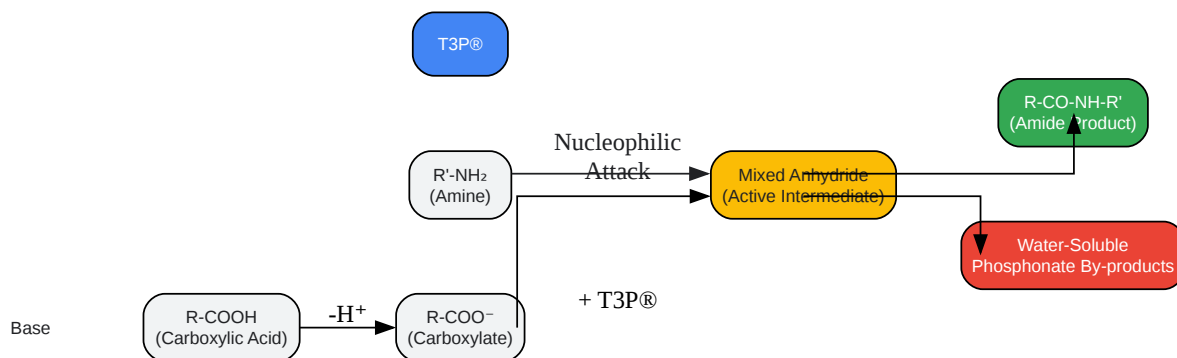 T3P®
R-CO-NH-R'
(Amide Product)
Nucleophilic
Attack
R'-NH₂
(Amine)
Mixed Anhydride
(Active Intermediate)
Water-Soluble
Phosphonate By-products
+ T3P®
Base
R-COOH
(Carboxylic Acid)
-H⁺
R-COO⁻
(Carboxylate)